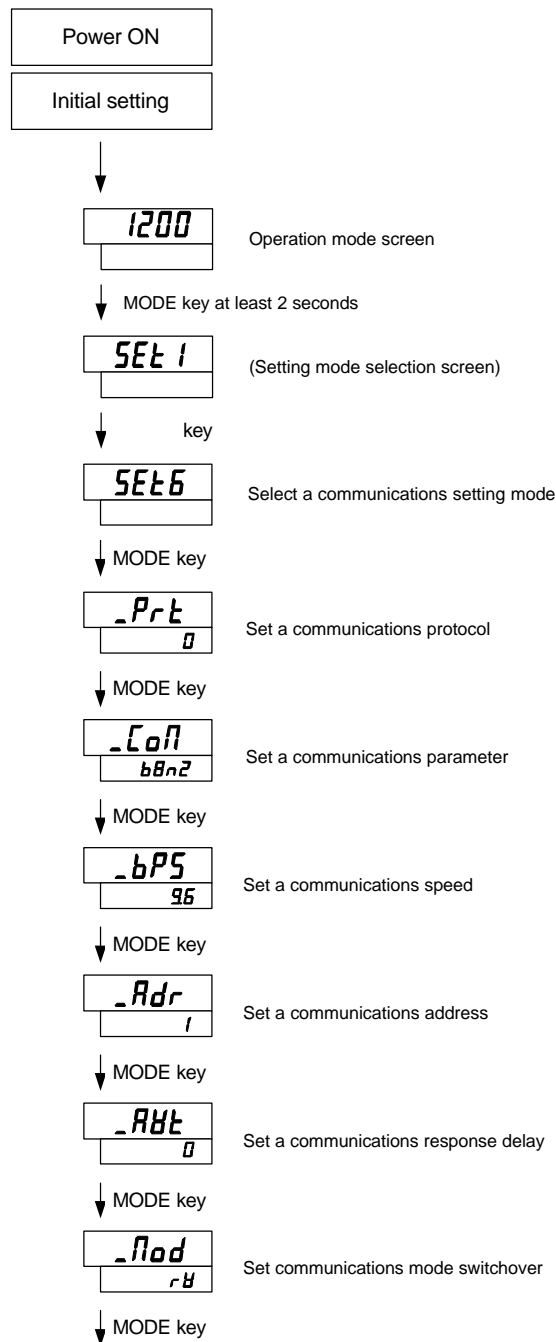 Power ON
Initial setting
1200
Operation mode screen
MODE key at least 2 seconds
SEt 1
(Setting mode selection screen)
key
SEt6
Select a communications setting mode
MODE key
_Prt
0
Set a communications protocol
MODE key
_CoM
b8n2
Set a communications parameter
MODE key
_bPS
9.6
Set a communications speed
MODE key
_Adr
1
Set a communications address
MODE key
_AWt
0
Set a communications response delay
MODE key
_Mod
rW
Set communications mode switchover
MODE key